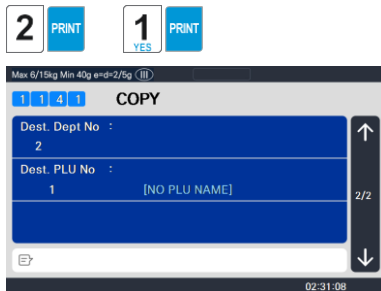 2 PRINT 1 YES PRINT
Max 6/15kg Min 40g e=d=2/5g III
1 1 4 1 COPY
Dest. Dept No :
2
Dest. PLU No :
1 [NO PLU NAME]
2/2
02:31:08